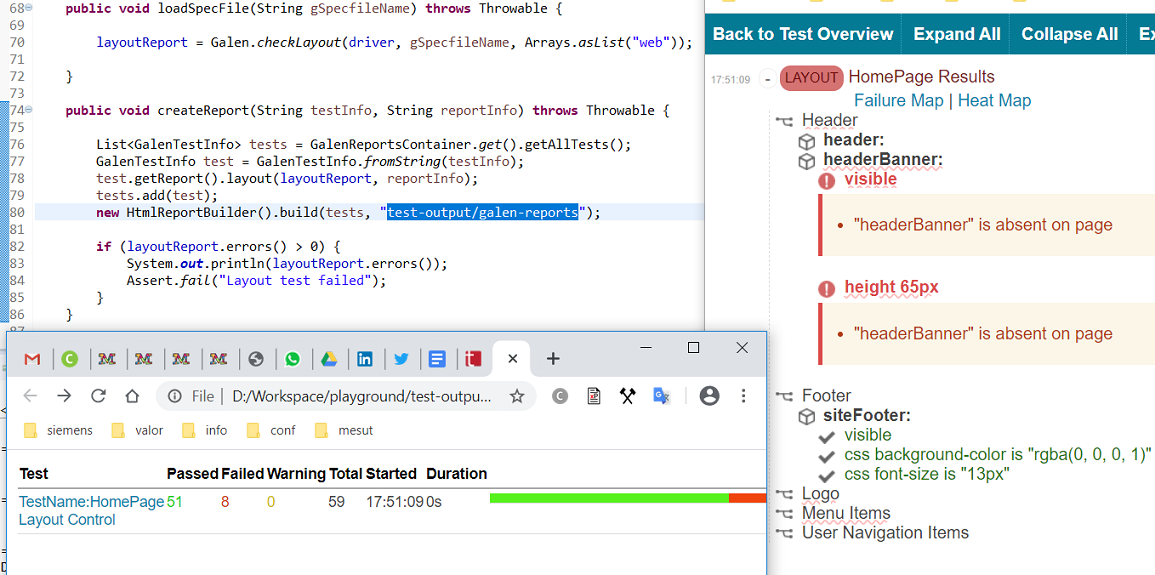 68 public void loadSpecFile(String gSpecfileName) throws Throwable {
69
70 layoutReport = Galen.checkLayout(driver, gSpecfileName, Arrays.asList("web"));
71
72 }
73
74 public void createReport(String testInfo, String reportInfo) throws Throwable {
75
76 List<GalenTestInfo> tests = GalenReportsContainer.get().getAllTests();
77 GalenTestInfo test = GalenTestInfo.fromString(testInfo);
78 test.getReport().layout(layoutReport, reportInfo);
79 tests.add(test);
80 new HtmlReportBuilder().build(tests, "test-output/galen-reports");
81
82 if (layoutReport.errors() > 0) {
83 System.out.println(layoutReport.errors());
84 Assert.fail("Layout test failed");
85 }
86 }
87
Back to Test Overview Expand All Collapse All Ex
17:51:09 - LAYOUT HomePage Results
Failure Map | Heat Map
Header
header:
headerBanner:
visible
• "headerBanner" is absent on page
height 65px
• "headerBanner" is absent on page
Footer
siteFooter:
visible
css background-color is "rgba(0, 0, 0, 1)"
css font-size is "13px"
Logo
Menu Items
User Navigation Items
File | D:/Workspace/playground/test-outpu...
siemens valor info conf mesut
Test Passed Failed Warning Total Started Duration
TestName:HomePage 51 8 0 59 17:51:09 0s
Layout Control